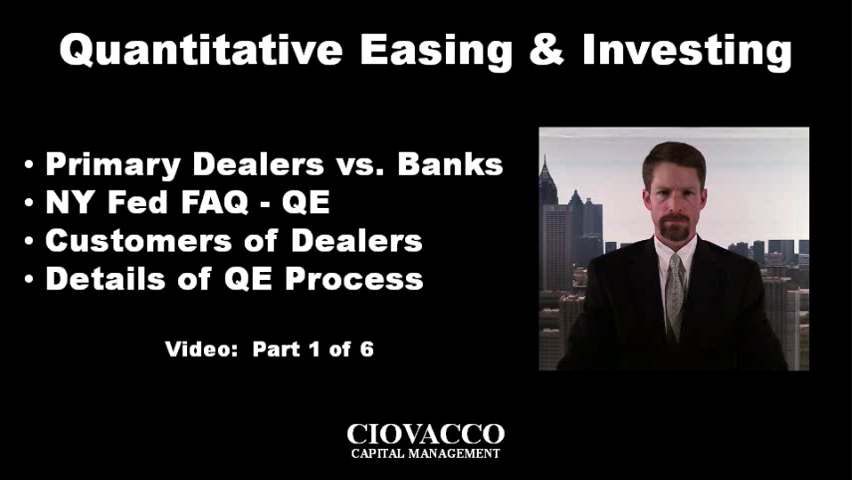 Quantitative Easing & Investing
• Primary Dealers vs. Banks
• NY Fed FAQ - QE
• Customers of Dealers
• Details of QE Process
Video: Part 1 of 6
CIOVACCO
CAPITAL MANAGEMENT